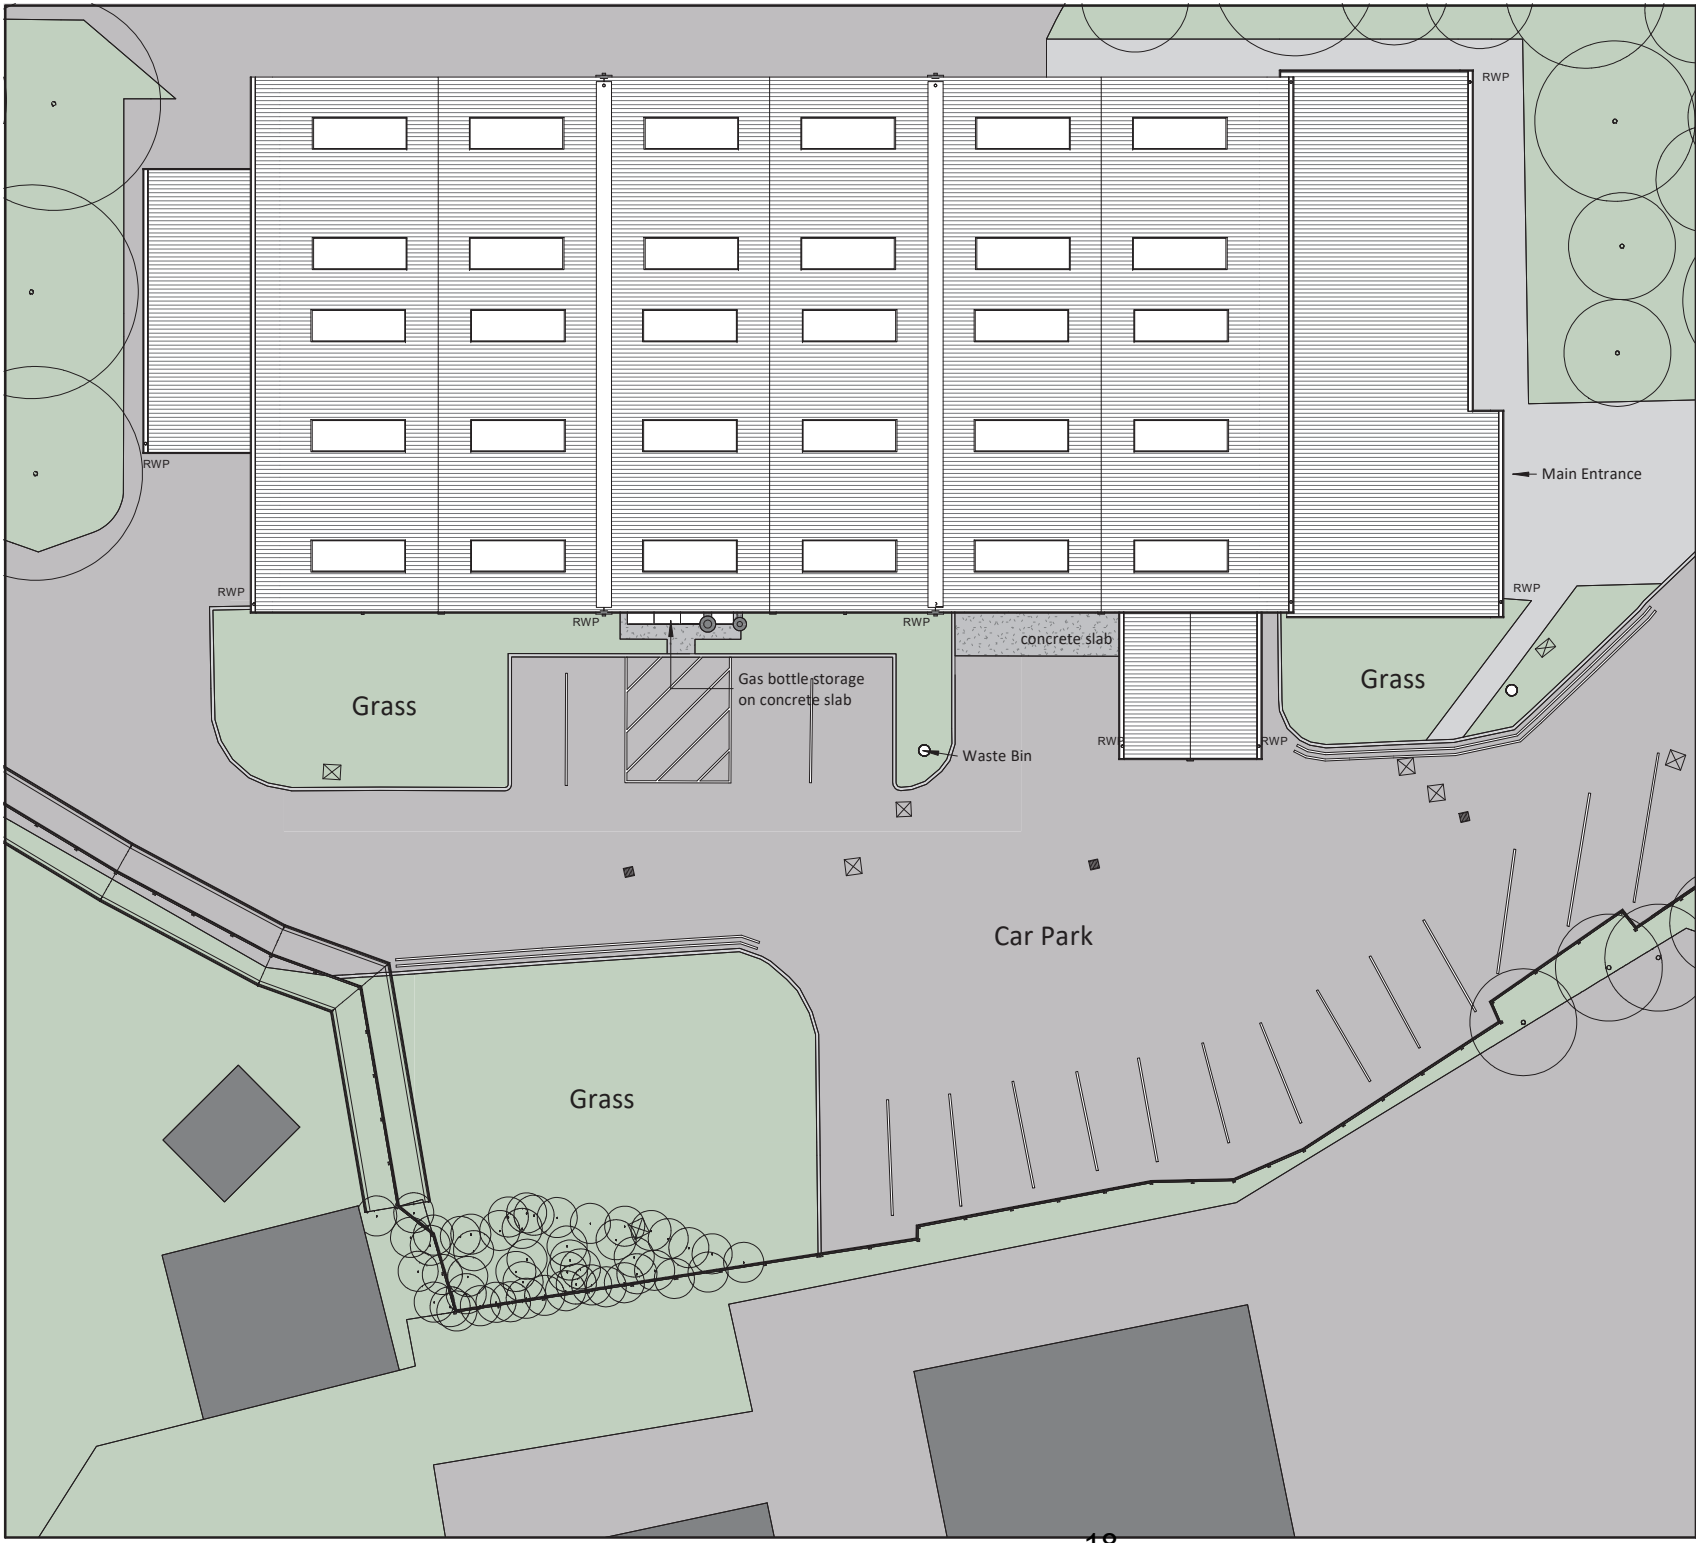 RWP
Main Entrance
RWP
RWP
RWP
RWP
RWP
concrete slab
Grass
Gas bottle storage
on concrete slab
Grass
RWP
RWP
Waste Bin
Car Park
Grass